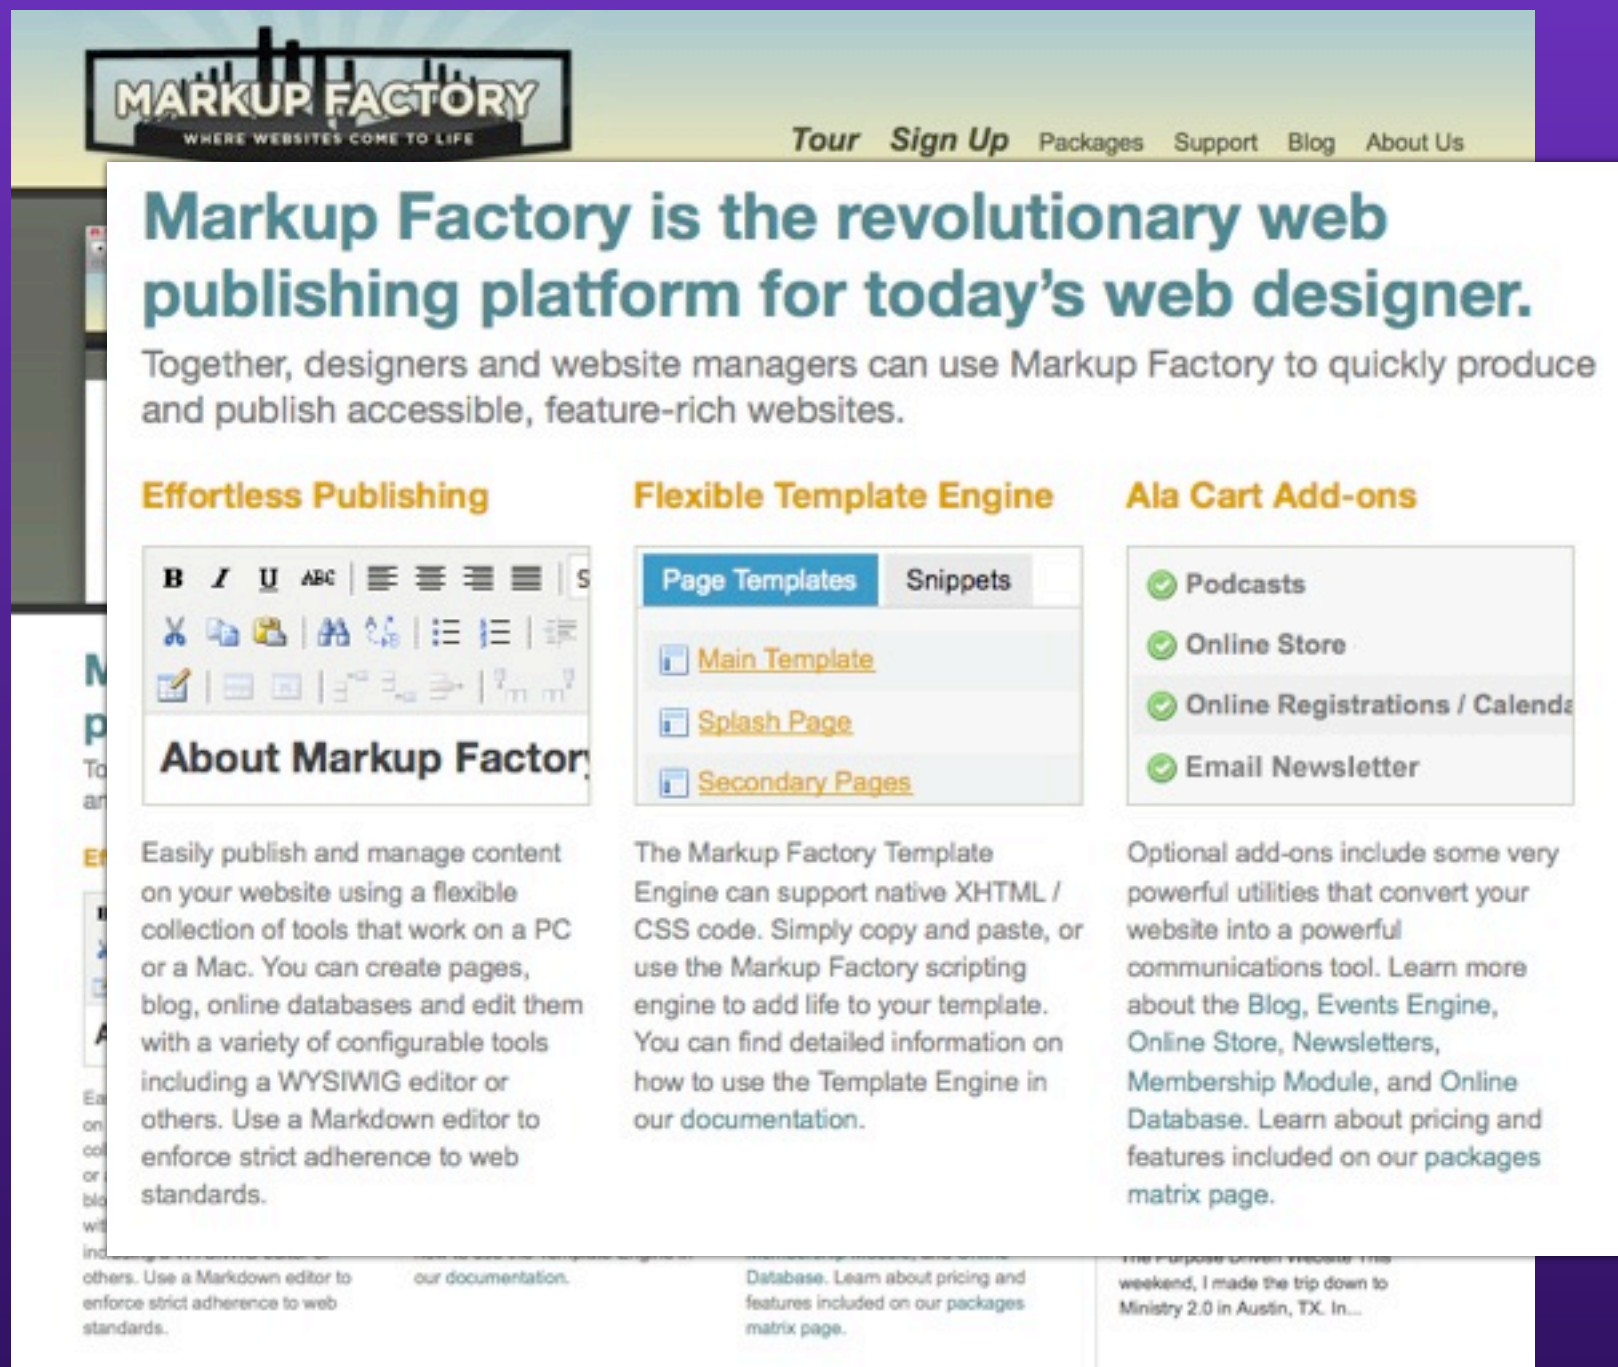 MARKUP FACTORY
WHERE WEBSITES COME TO LIFE
Tour Sign Up Packages Support Blog About Us
Markup Factory is the revolutionary web
publishing platform for today's web designer.
Together, designers and website managers can use Markup Factory to quickly produce
and publish accessible, feature-rich websites.
Effortless Publishing
B I U ABC S
About Markup Factory
Easily publish and manage content
on your website using a flexible
collection of tools that work on a PC
or a Mac. You can create pages,
blog, online databases and edit them
with a variety of configurable tools
including a WYSIWIG editor or
others. Use a Markdown editor to
enforce strict adherence to web
standards.
Flexible Template Engine
Page Templates Snippets
Main Template
Splash Page
Secondary Pages
The Markup Factory Template
Engine can support native XHTML /
CSS code. Simply copy and paste, or
use the Markup Factory scripting
engine to add life to your template.
You can find detailed information on
how to use the Template Engine in
our documentation.
Ala Cart Add-ons
Podcasts
Online Store
Online Registrations / Calenda
Email Newsletter
Optional add-ons include some very
powerful utilities that convert your
website into a powerful
communications tool. Learn more
about the Blog, Events Engine,
Online Store, Newsletters,
Membership Module, and Online
Database. Learn about pricing and
features included on our packages
matrix page.
others. Use a Markdown editor to
enforce strict adherence to web
standards.
our documentation.
Database. Learn about pricing and
features included on our packages
matrix page.
The Purpose Driven Website This
weekend, I made the trip down to
Ministry 2.0 in Austin, TX. In...